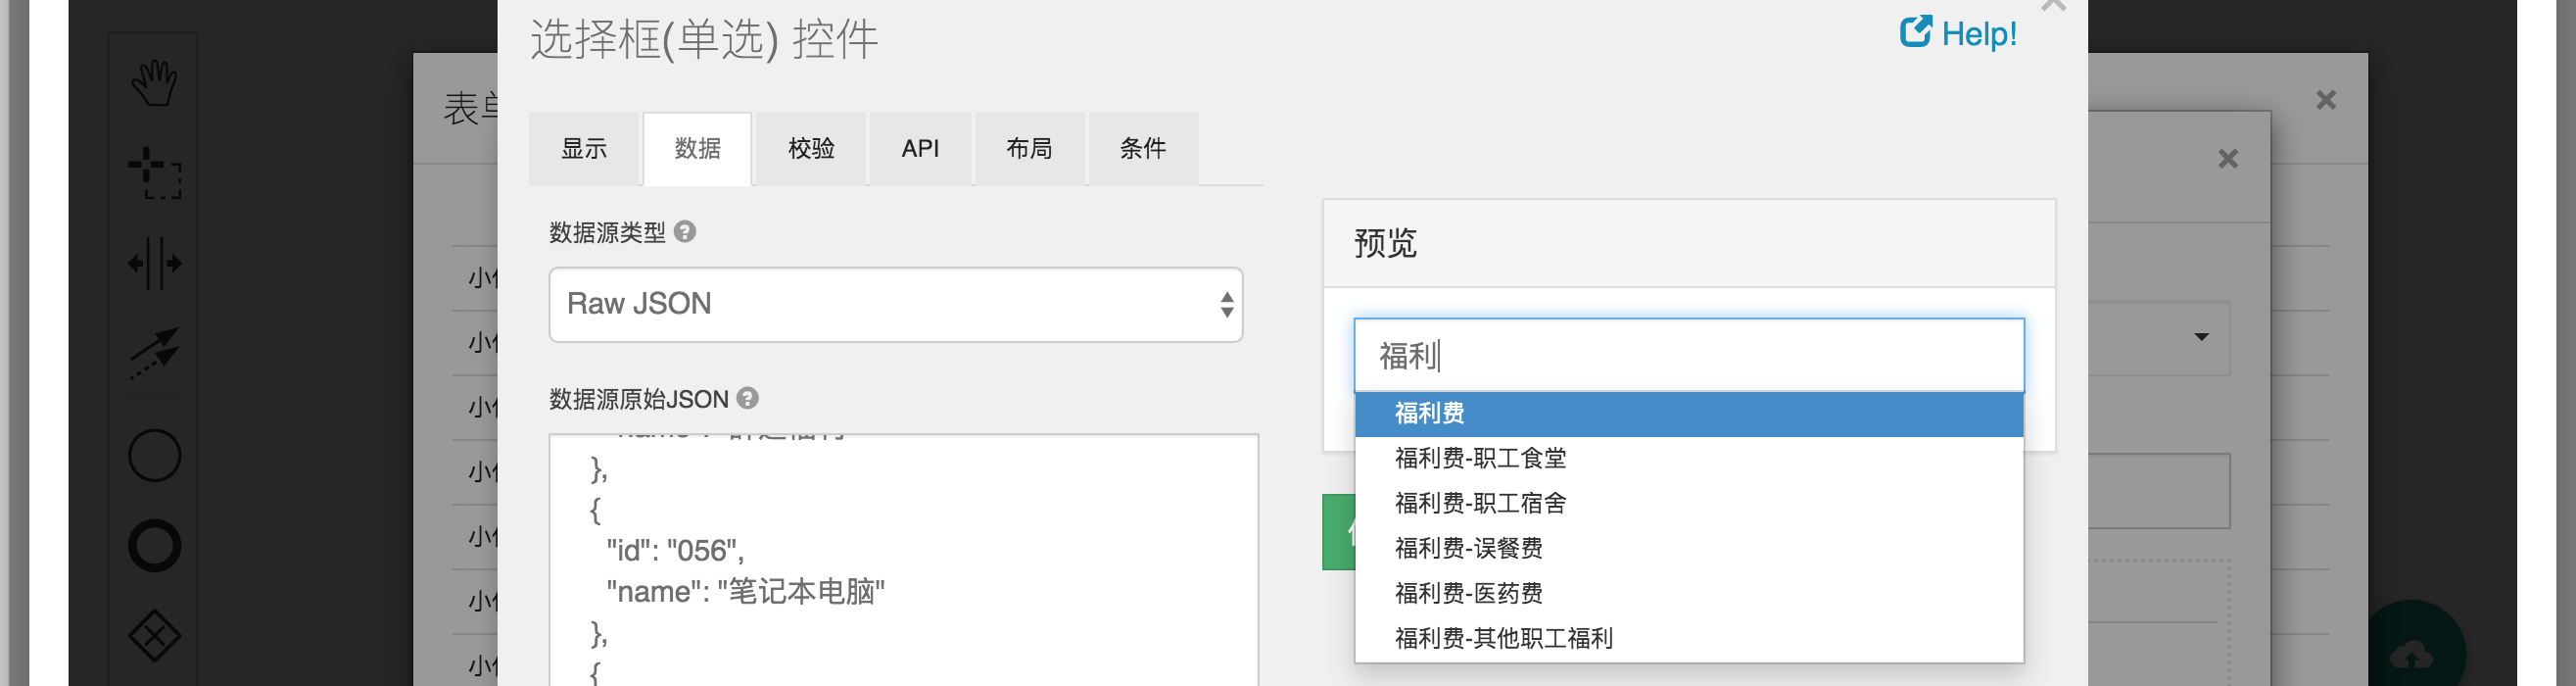 选择框(单选) 控件
Help!
表单
显示 数据 校验 API 布局 条件
数据源类型
Raw JSON
数据源原始JSON
},
{
"id": "056",
"name": "笔记本电脑"
},
{
预览
福利
福利费
福利费-职工食堂
福利费-职工宿舍
福利费-误餐费
福利费-医药费
福利费-其他职工福利
小
小
小
小
小
小
小